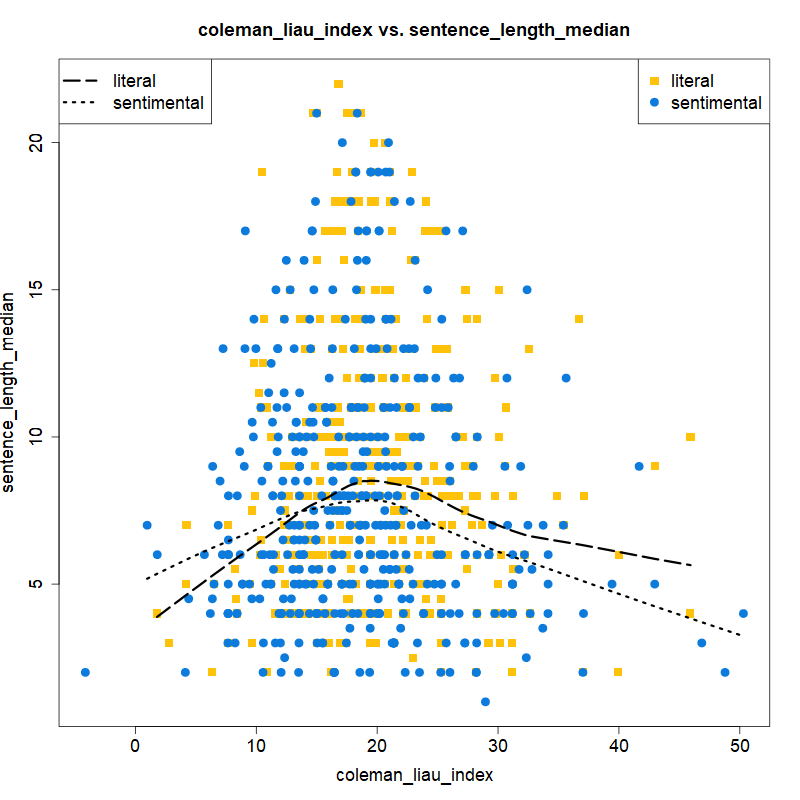 coleman_liau_index vs. sentence_length_median
literal
sentimental
literal
sentimental
sentence_length_median
20
15
10
5
0 10 20 30 40 50
coleman_liau_index